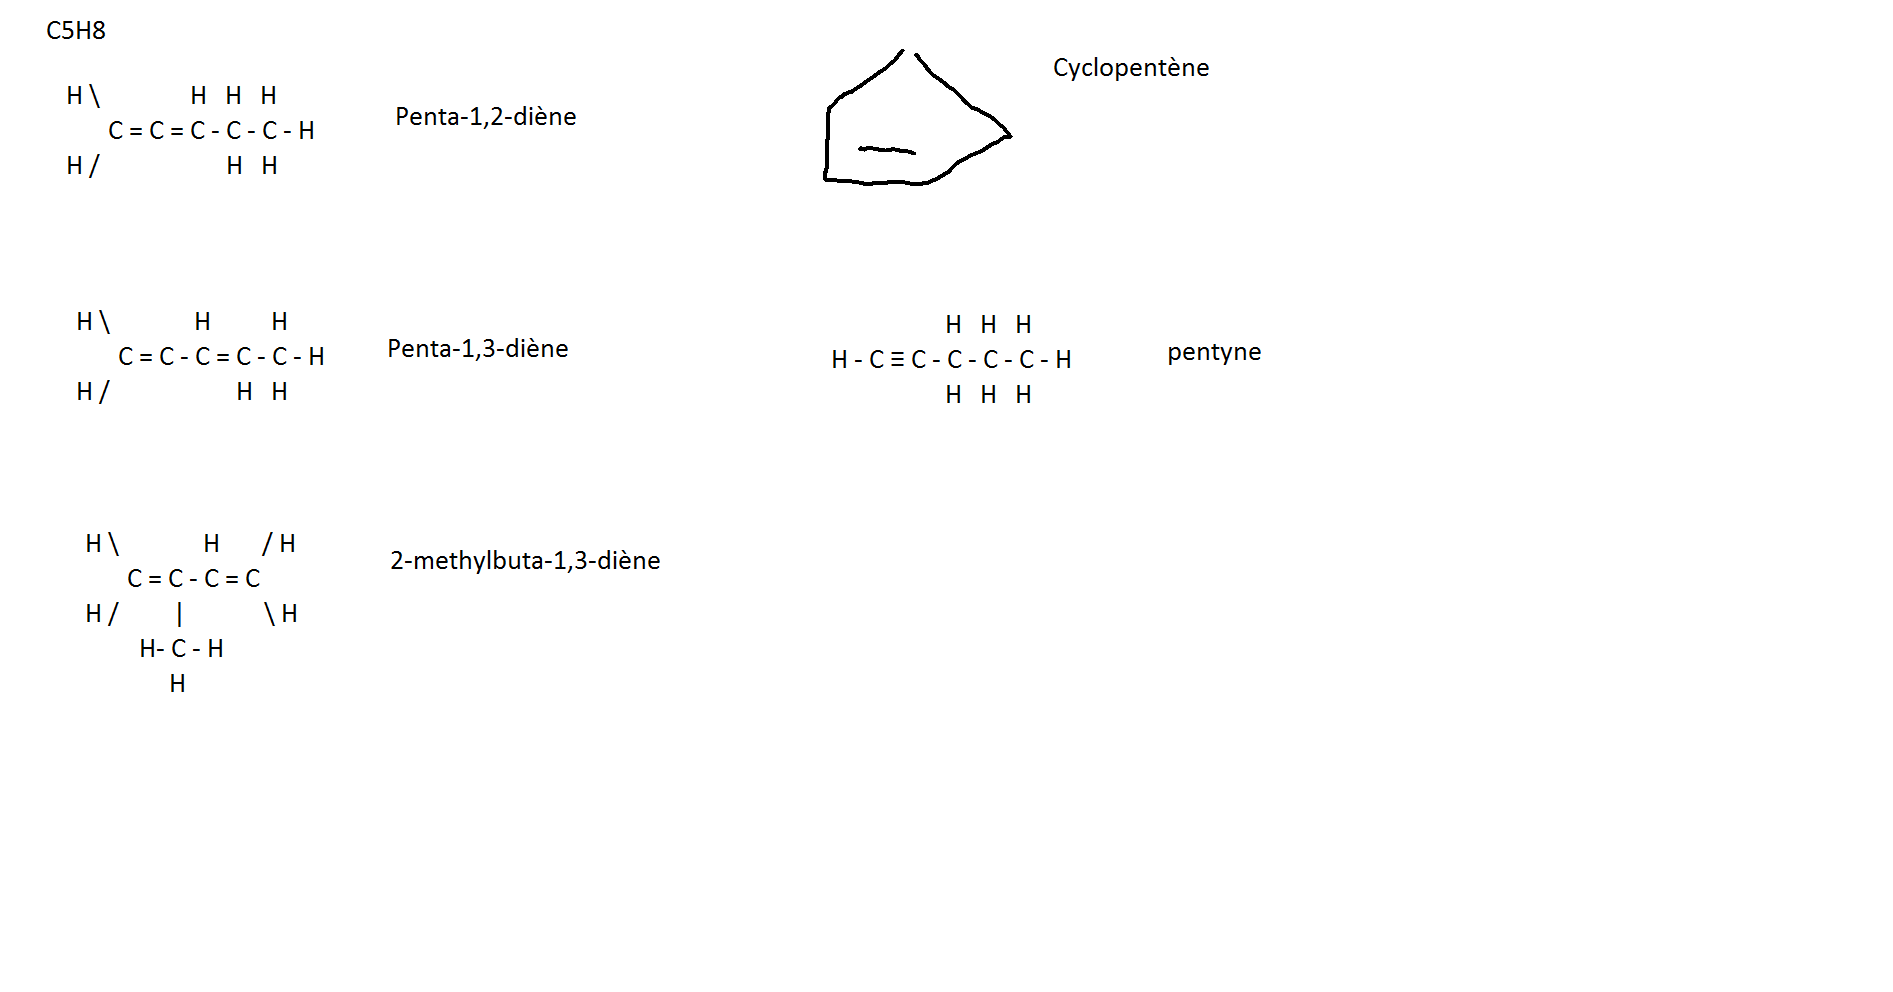 C5H8
H \ H H H
C = C = C - C - C - H
H / H H
Penta-1,2-diène
Cyclopentène
H \ H H
C = C - C = C - C - H
H / H H
Penta-1,3-diène
H H H
H - C ≡ C - C - C - C - H
H H H
pentyne
H \ H / H
C = C - C = C
H / | \ H
H- C - H
H
2-methylbuta-1,3-diène